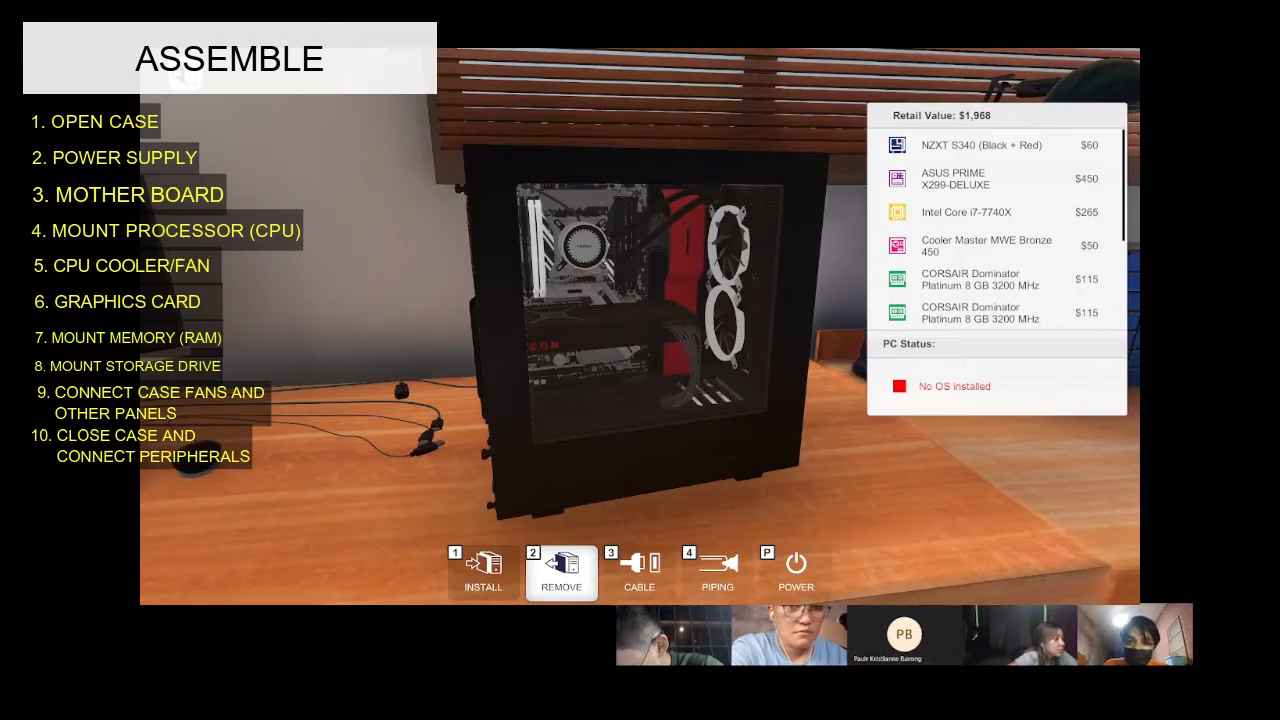 ASSEMBLE
1. OPEN CASE
2. POWER SUPPLY
3. MOTHER BOARD
4. MOUNT PROCESSOR (CPU)
5. CPU COOLER/FAN
6. GRAPHICS CARD
7. MOUNT MEMORY (RAM)
8. MOUNT STORAGE DRIVE
9. CONNECT CASE FANS AND
OTHER PANELS
10. CLOSE CASE AND
CONNECT PERIPHERALS
Retail Value: $1,968
NZXT S340 (Black + Red) $60
ASUS PRIME
X299-DELUXE $450
Intel Core i7-7740X $265
Cooler Master MWE Bronze
450 $50
CORSAIR Dominator
Platinum 8 GB 3200 MHz $115
CORSAIR Dominator
Platinum 8 GB 3200 MHz $115
PC Status:
No OS installed
1 2 3 4 P
INSTALL REMOVE CABLE PIPING POWER
PB
Paulr Kristianne Barong